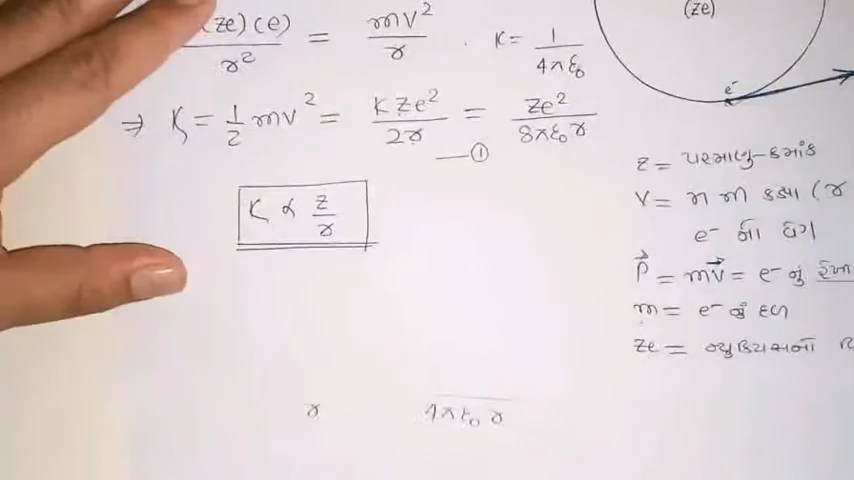 (ze)(e) / r² = mv² / r . K = 1 / 4πε₀
(ze)
e⁻
⇒ K = 1/2 mv² = KZe² / 2r = Ze² / 8πε₀r
—①
K ∝ z / r
z = પરમાણુ-ક્રમાંક
v = n ની કક્ષા (r
e⁻ નો વેગ
p⃗ = mv⃗ = e⁻ નું રેખા
m = e⁻ નું દળ
ze = ન્યુક્લિયસનો
r
4πε₀ r